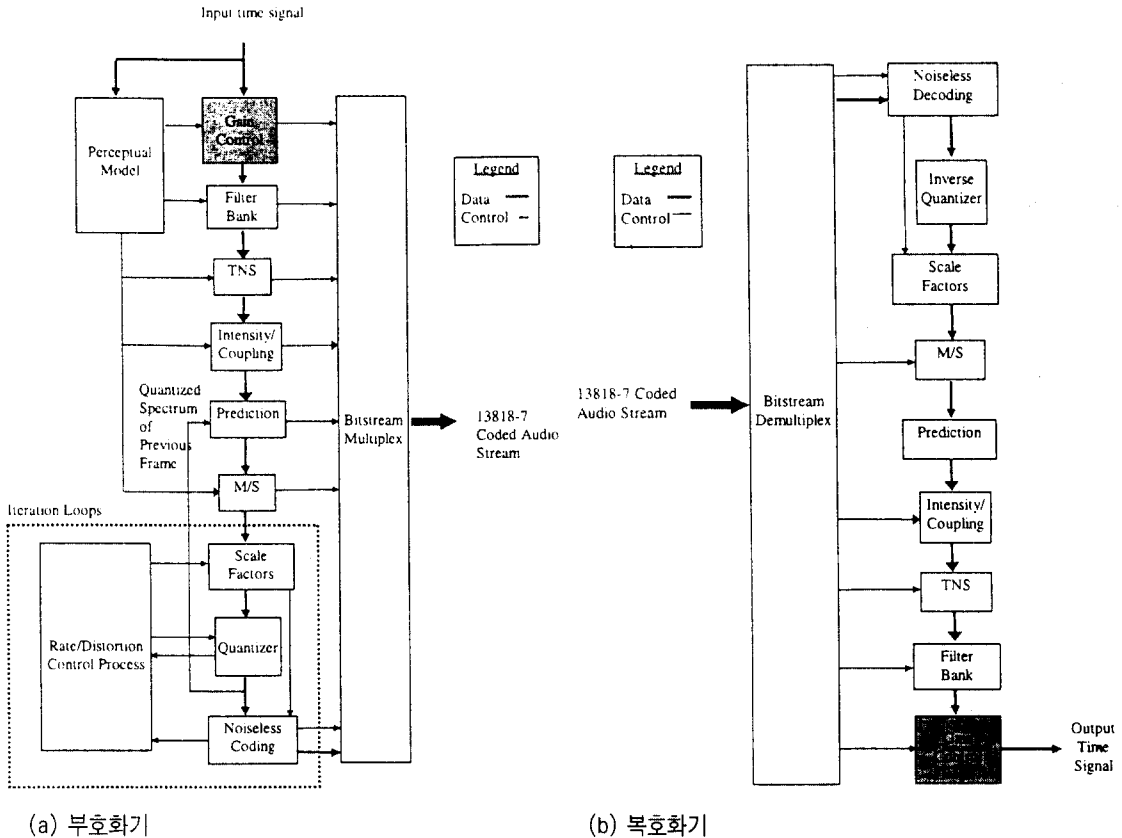 Input time signal
Perceptual
Model
Gain
Control
Filter
Bank
TNS
Intensity/
Coupling
Quantized
Spectrum
of
Previous
Frame
Prediction
M/S
Iteration Loops
Scale
Factors
Rate/Distortion
Control Process
Quantizer
Noiseless
Coding
Bitstream
Multiplex
Legend
Data
Control
13818-7
Coded Audio
Stream
(a) 부호화기
Legend
Data
Control
13818-7 Coded
Audio Stream
Bitstream
Demultiplex
Noiseless
Decoding
Inverse
Quantizer
Scale
Factors
M/S
Prediction
Intensity/
Coupling
TNS
Filter
Bank
Output
Time
Signal
(b) 복호화기